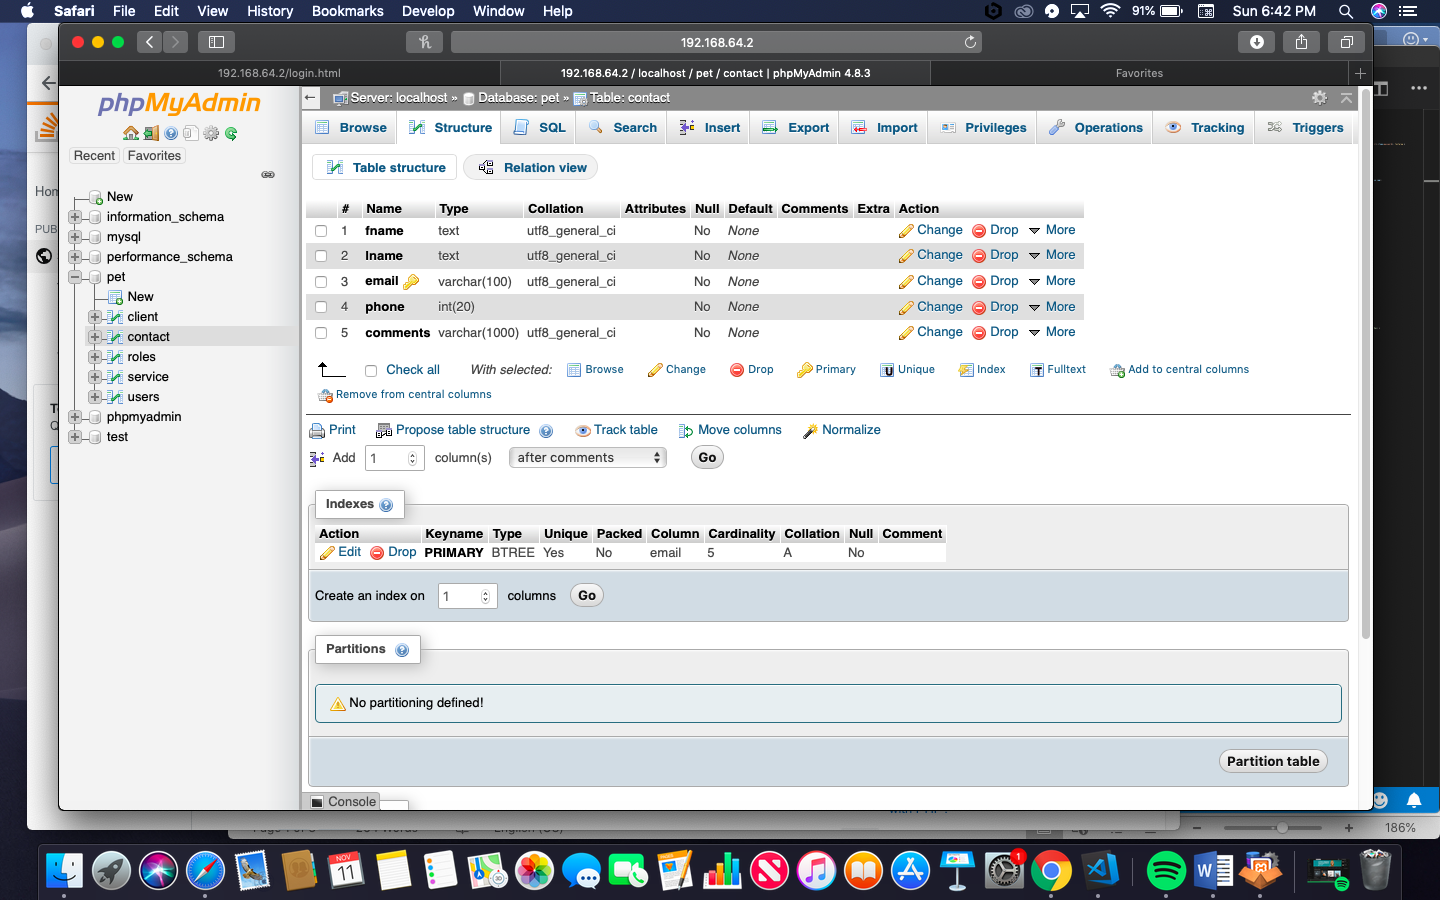 Safari File Edit View History Bookmarks Develop Window Help 91% Sun 6:42 PM
192.168.64.2
192.168.64.2/login.html 192.168.64.2 / localhost / pet / contact | phpMyAdmin 4.8.3 Favorites
phpMyAdmin
Recent Favorites
New
information_schema
mysql
performance_schema
pet
New
client
contact
roles
service
users
phpmyadmin
test
Server: localhost » Database: pet » Table: contact
Browse Structure SQL Search Insert Export Import Privileges Operations Tracking Triggers
Table structure Relation view
# Name Type Collation Attributes Null Default Comments Extra Action
1 fname text utf8_general_ci No None Change Drop More
2 lname text utf8_general_ci No None Change Drop More
3 email varchar(100) utf8_general_ci No None Change Drop More
4 phone int(20) No None Change Drop More
5 comments varchar(1000) utf8_general_ci No None Change Drop More
Check all With selected: Browse Change Drop Primary Unique Index Fulltext Add to central columns
Remove from central columns
Print Propose table structure Track table Move columns Normalize
Add 1 column(s) after comments Go
Indexes
Action Keyname Type Unique Packed Column Cardinality Collation Null Comment
Edit Drop PRIMARY BTREE Yes No email 5 A No
Create an index on 1 columns Go
Partitions
No partitioning defined!
Partition table
Console
186%
NOV
11
1